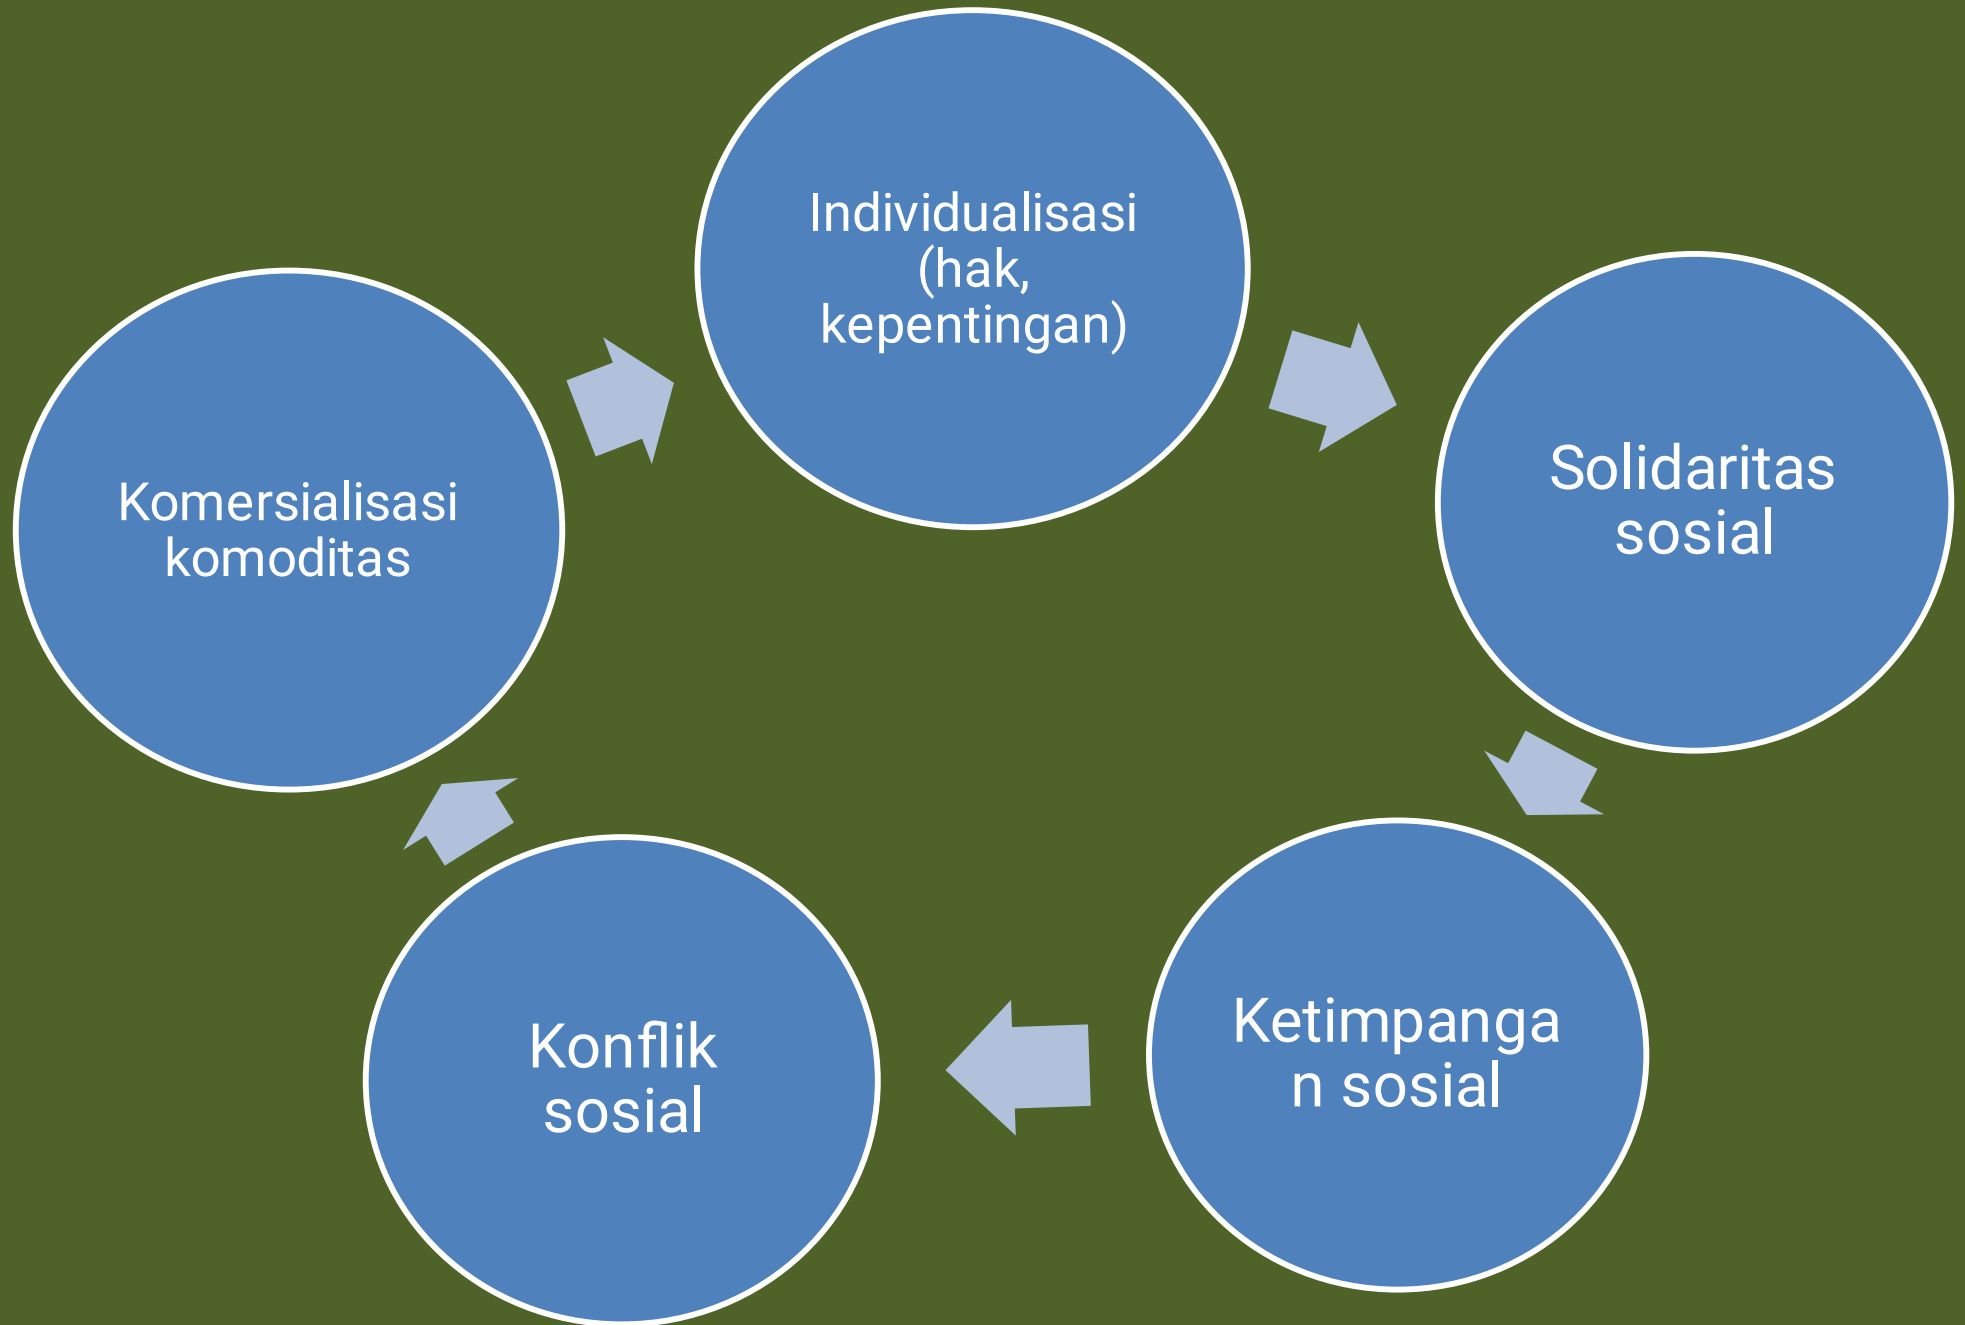 Individualisasi
(hak,
kepentingan)
Solidaritas
sosial
Ketimpanga
n sosial
Konflik
sosial
Komersialisasi
komoditas